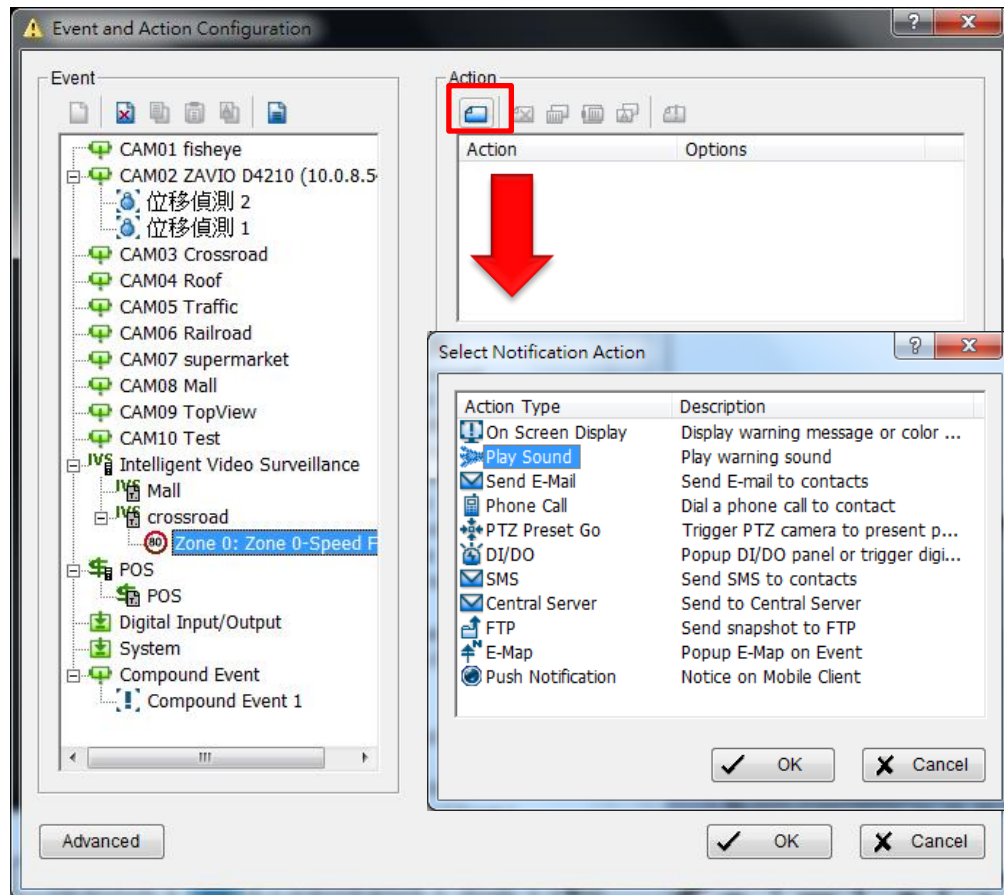 Event and Action Configuration
Event
Action
CAM01 fisheye
CAM02 ZAVIO D4210 (10.0.8.5
位移偵測 2
位移偵測 1
CAM03 Crossroad
CAM04 Roof
CAM05 Traffic
CAM06 Railroad
CAM07 supermarket
CAM08 Mall
CAM09 TopView
CAM10 Test
Intelligent Video Surveillance
Mall
crossroad
80 Zone 0: Zone 0-Speed F
POS
POS
Digital Input/Output
System
Compound Event
Compound Event 1
Action Options
Select Notification Action
Action Type Description
On Screen Display Display warning message or color ...
Play Sound Play warning sound
Send E-Mail Send E-mail to contacts
Phone Call Dial a phone call to contact
PTZ Preset Go Trigger PTZ camera to present p...
DI/DO Popup DI/DO panel or trigger digi...
SMS Send SMS to contacts
Central Server Send to Central Server
FTP Send snapshot to FTP
E-Map Popup E-Map on Event
Push Notification Notice on Mobile Client
OK Cancel
Advanced
OK Cancel